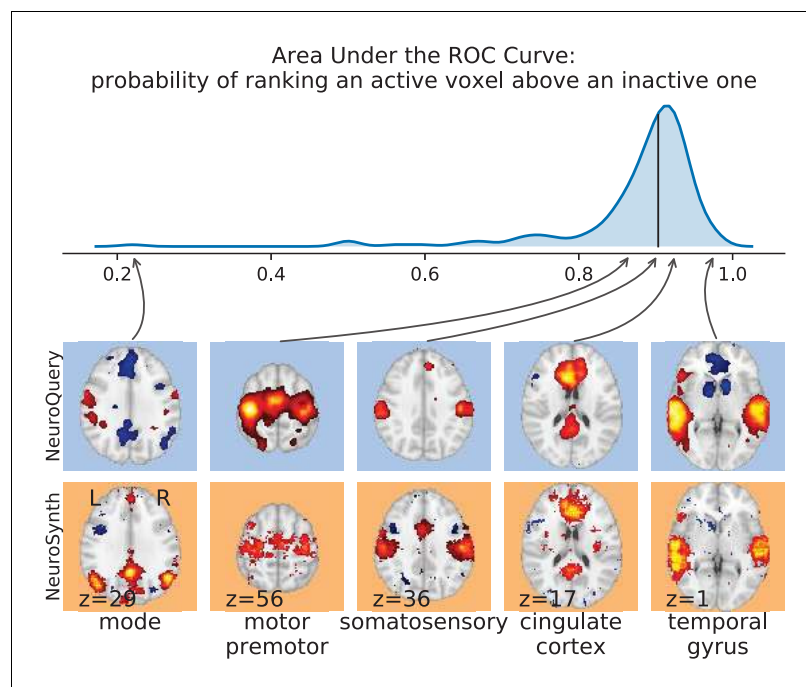 Area Under the ROC Curve:
probability of ranking an active voxel above an inactive one
0.2 0.4 0.6 0.8 1.0
NeuroQuery
NeuroSynth
L R
z=29 z=56 z=36 z=17 z=1
mode motor somatosensory cingulate temporal
premotor cortex gyrus